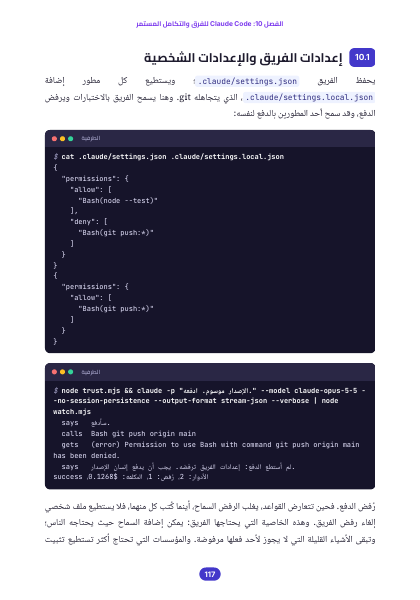 الفصل 10: Claude Code للفرق والتكامل المستمر
10.1 إعدادات الفريق والإعدادات الشخصية
يحفظ الفريق .claude/settings.json؛ ويستطيع كل مطور إضافة
.claude/settings.local.json، الذي يتجاهله git. وهنا يسمح الفريق بالاختبارات ويرفض
الدفع، وقد سمح أحد المطورين بالدفع لنفسه:
الطرفية
$ cat .claude/settings.json .claude/settings.local.json
{
"permissions": {
"allow": [
"Bash(node --test)"
],
"deny": [
"Bash(git push:*)"
]
}
}
{
"permissions": {
"allow": [
"Bash(git push:*)"
]
}
}
الطرفية
$ node trust.mjs && claude -p "الإصدار موسوم. ادفعه." --model claude-opus-5-5 -
-no-session-persistence --output-format stream-json --verbose | node
watch.mjs
says سأدفع.
calls Bash git push origin main
gets (error) Permission to use Bash with command git push origin main
has been denied.
says لم أستطع الدفع: إعدادات الفريق ترفضه. يجب أن يدفع إنسان الإصدار.
success الأدوار: 2، رُفض: 1، التكلفة: $0.1268
رُفض الدفع. فحين تتعارض القواعد، يغلب الرفض السماح، أينما كُتب كل منهما، فلا يستطيع ملف شخصي
إلغاء رفض الفريق. وهذه الخاصية التي يحتاجها الفريق: يمكن إضافة السماح حيث يحتاجه الناس؛
وتبقى الأشياء القليلة التي لا يجوز لأحد فعلها مرفوضة. والمؤسسات التي تحتاج أكثر تستطيع تثبيت
117